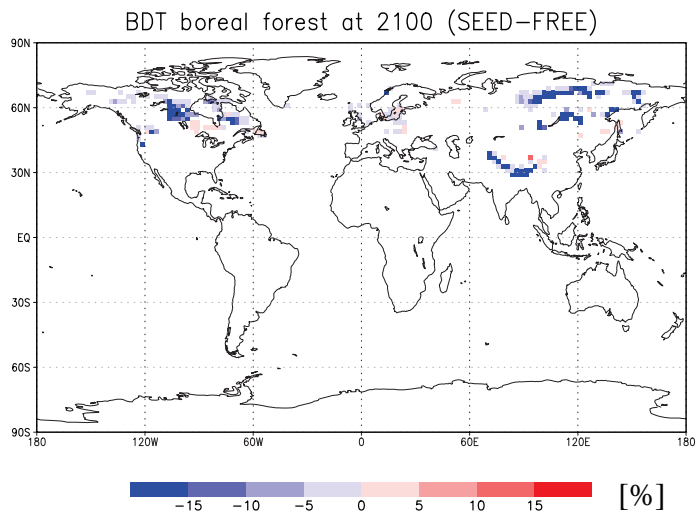 BDT boreal forest at 2100 (SEED-FREE)
90N
60N
30N
EQ
30S
60S
90S
180 120W 60W 0 60E 120E 180
−15 −10 −5 0 5 10 15 [%]